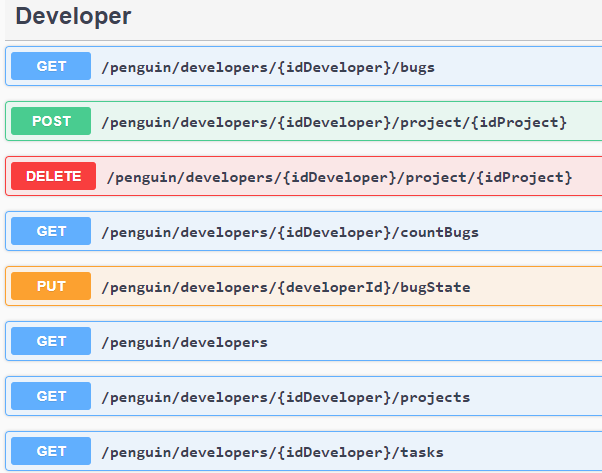 Developer
GET /penguin/developers/{idDeveloper}/bugs
POST /penguin/developers/{idDeveloper}/project/{idProject}
DELETE /penguin/developers/{idDeveloper}/project/{idProject}
GET /penguin/developers/{idDeveloper}/countBugs
PUT /penguin/developers/{developerId}/bugState
GET /penguin/developers
GET /penguin/developers/{idDeveloper}/projects
GET /penguin/developers/{idDeveloper}/tasks